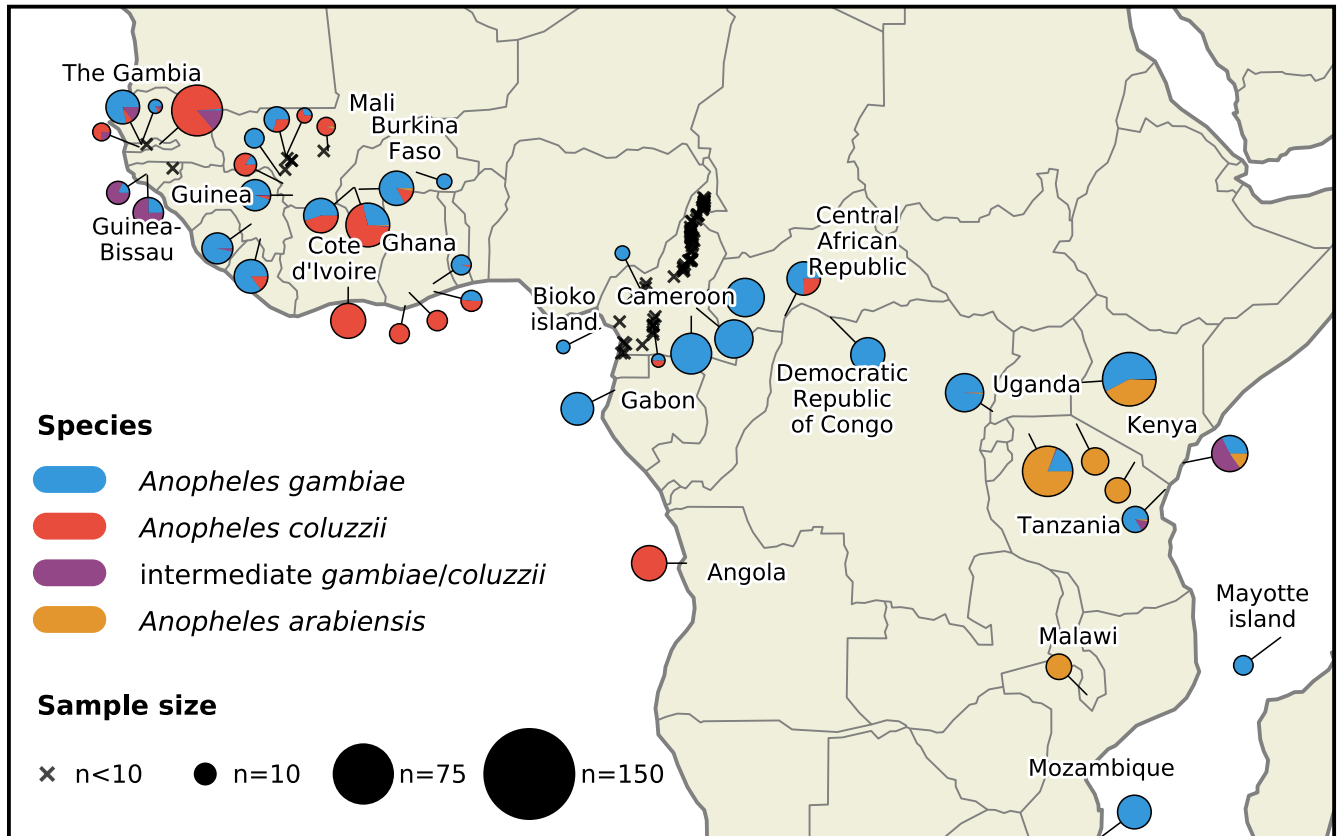 The Gambia
Mali
Burkina
Faso
Guinea
Guinea-
Bissau
Cote
d'Ivoire
Ghana
Central
African
Republic
Bioko
island
Cameroon
Gabon
Democratic
Republic
of Congo
Uganda
Kenya
Tanzania
Angola
Mayotte
island
Malawi
Mozambique
Species
Anopheles gambiae
Anopheles coluzzii
intermediate gambiae/coluzzii
Anopheles arabiensis
Sample size
n<10
n=10
n=75
n=150